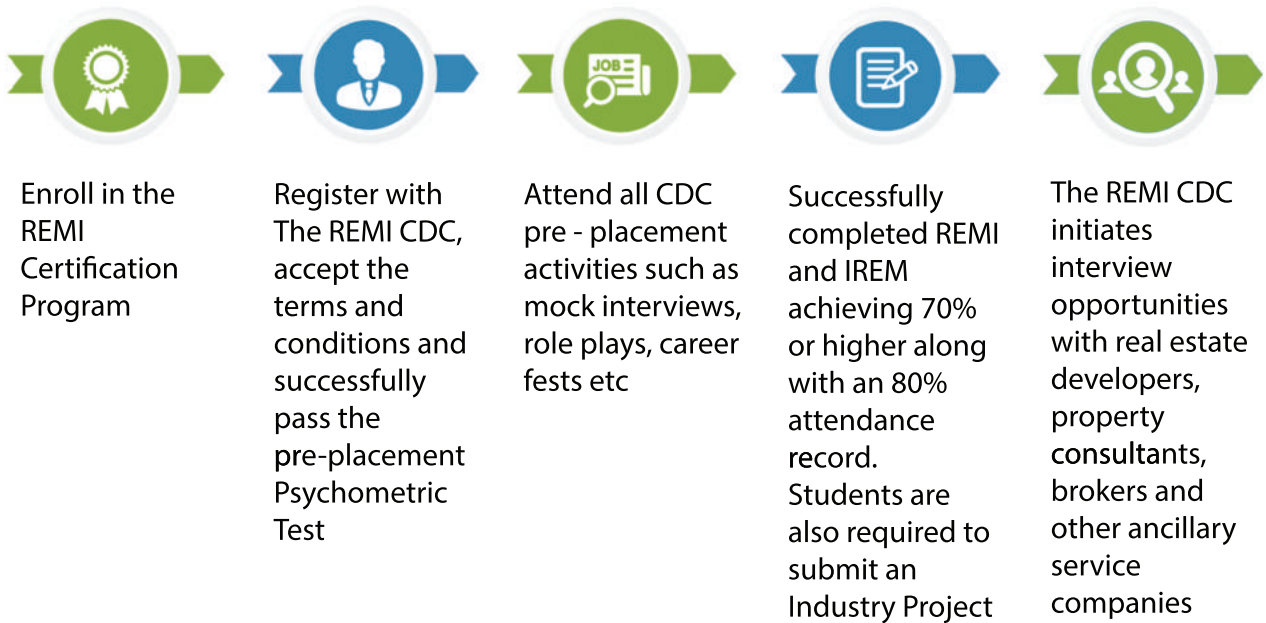 JOB
Enroll in the
REMI
Certification
Program
Register with
The REMI CDC,
accept the
terms and
conditions and
successfully
pass the
pre-placement
Psychometric
Test
Attend all CDC
pre - placement
activities such as
mock interviews,
role plays, career
fests etc
Successfully
completed REMI
and IREM
achieving 70%
or higher along
with an 80%
attendance
record.
Students are
also required to
submit an
Industry Project
The REMI CDC
initiates
interview
opportunities
with real estate
developers,
property
consultants,
brokers and
other ancillary
service
companies